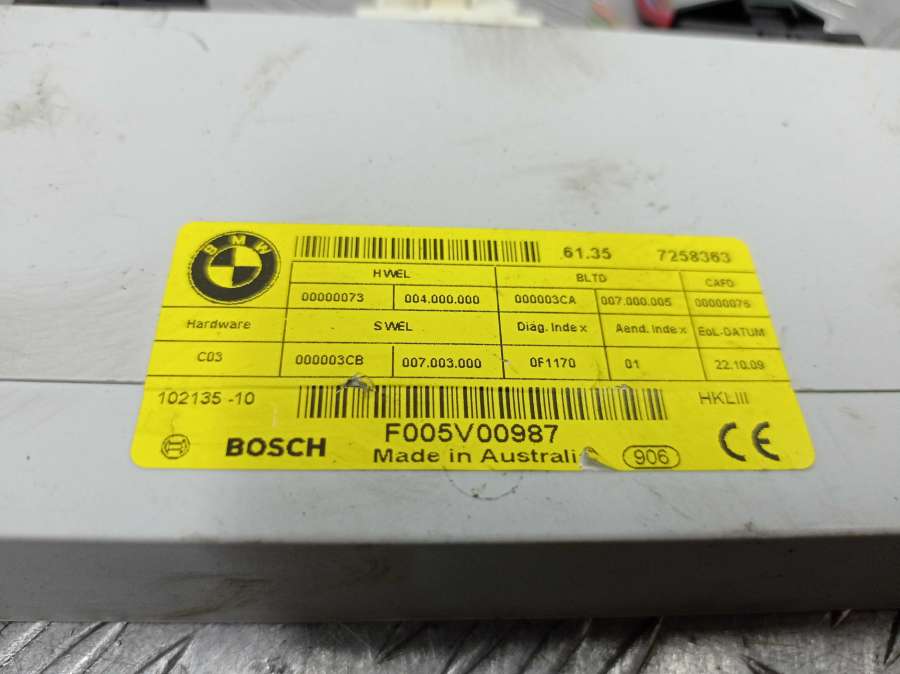 BMW
61.35 7258363
HWEL BLTD CAFD
00000073 004.000.000 000003CA 007.000.005 00000076
Hardware SWEL Diag. Index Aend. Index EoL-DATUM
C03 000003CB 007.003.000 0F1170 01 22.10.09
102135-10 HKLIII
BOSCH F005V00987
Made in Australi 906 CE